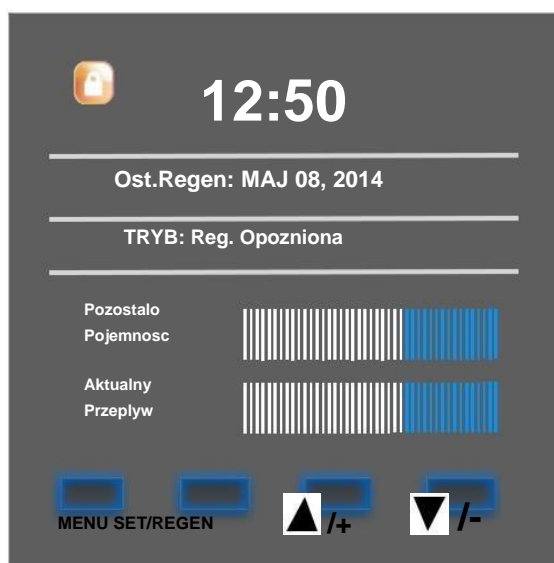 12:50
Ost.Regen: MAJ 08, 2014
TRYB: Reg. Opozniona
Pozostalo
Pojemnosc
Aktualny
Przeplyw
MENU SET/REGEN ▲/+ ▼/-